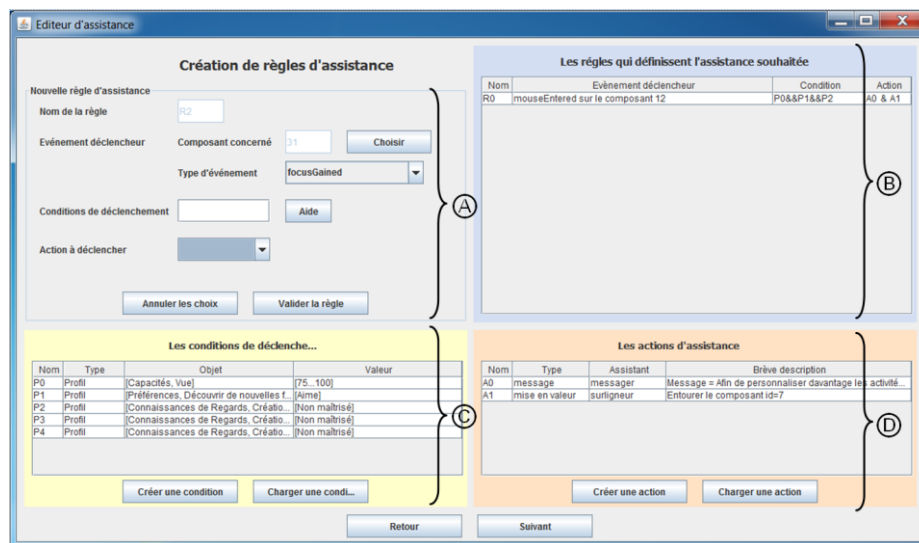 Editeur d'assistance
Création de règles d'assistance
Nouvelle règle d'assistance
Nom de la règle R2
Evénement déclencheur Composant concerné 31 Choisir
Type d'événement focusGained
Conditions de déclenchement Aide
Action à déclencher
Annuler les choix Valider la règle
A
Les régles qui définissent l'assistance souhaitée
Nom Evènement déclencheur Condition Action
R0 mouseEntered sur le composant 12 P0&&P1&&P2 A0 & A1
B
Les conditions de déclenche...
Nom Type Objet Valeur
P0 Profil [Capacités, Vue] [75...100]
P1 Profil [Préférences, Découvrir de nouvelles f... [Aime]
P2 Profil [Connaissances de Regards, Créatio... [Non maîtrisé]
P3 Profil [Connaissances de Regards, Créatio... [Non maîtrisé]
P4 Profil [Connaissances de Regards, Créatio... [Non maîtrisé]
Créer une condition Charger une condi...
C
Les actions d'assistance
Nom Type Assistant Brève description
A0 message messager Message = Afin de personnaliser davantage les activité...
A1 mise en valeur surligneur Entourer le composant id=7
Créer une action Charger une action
D
Retour Suivant